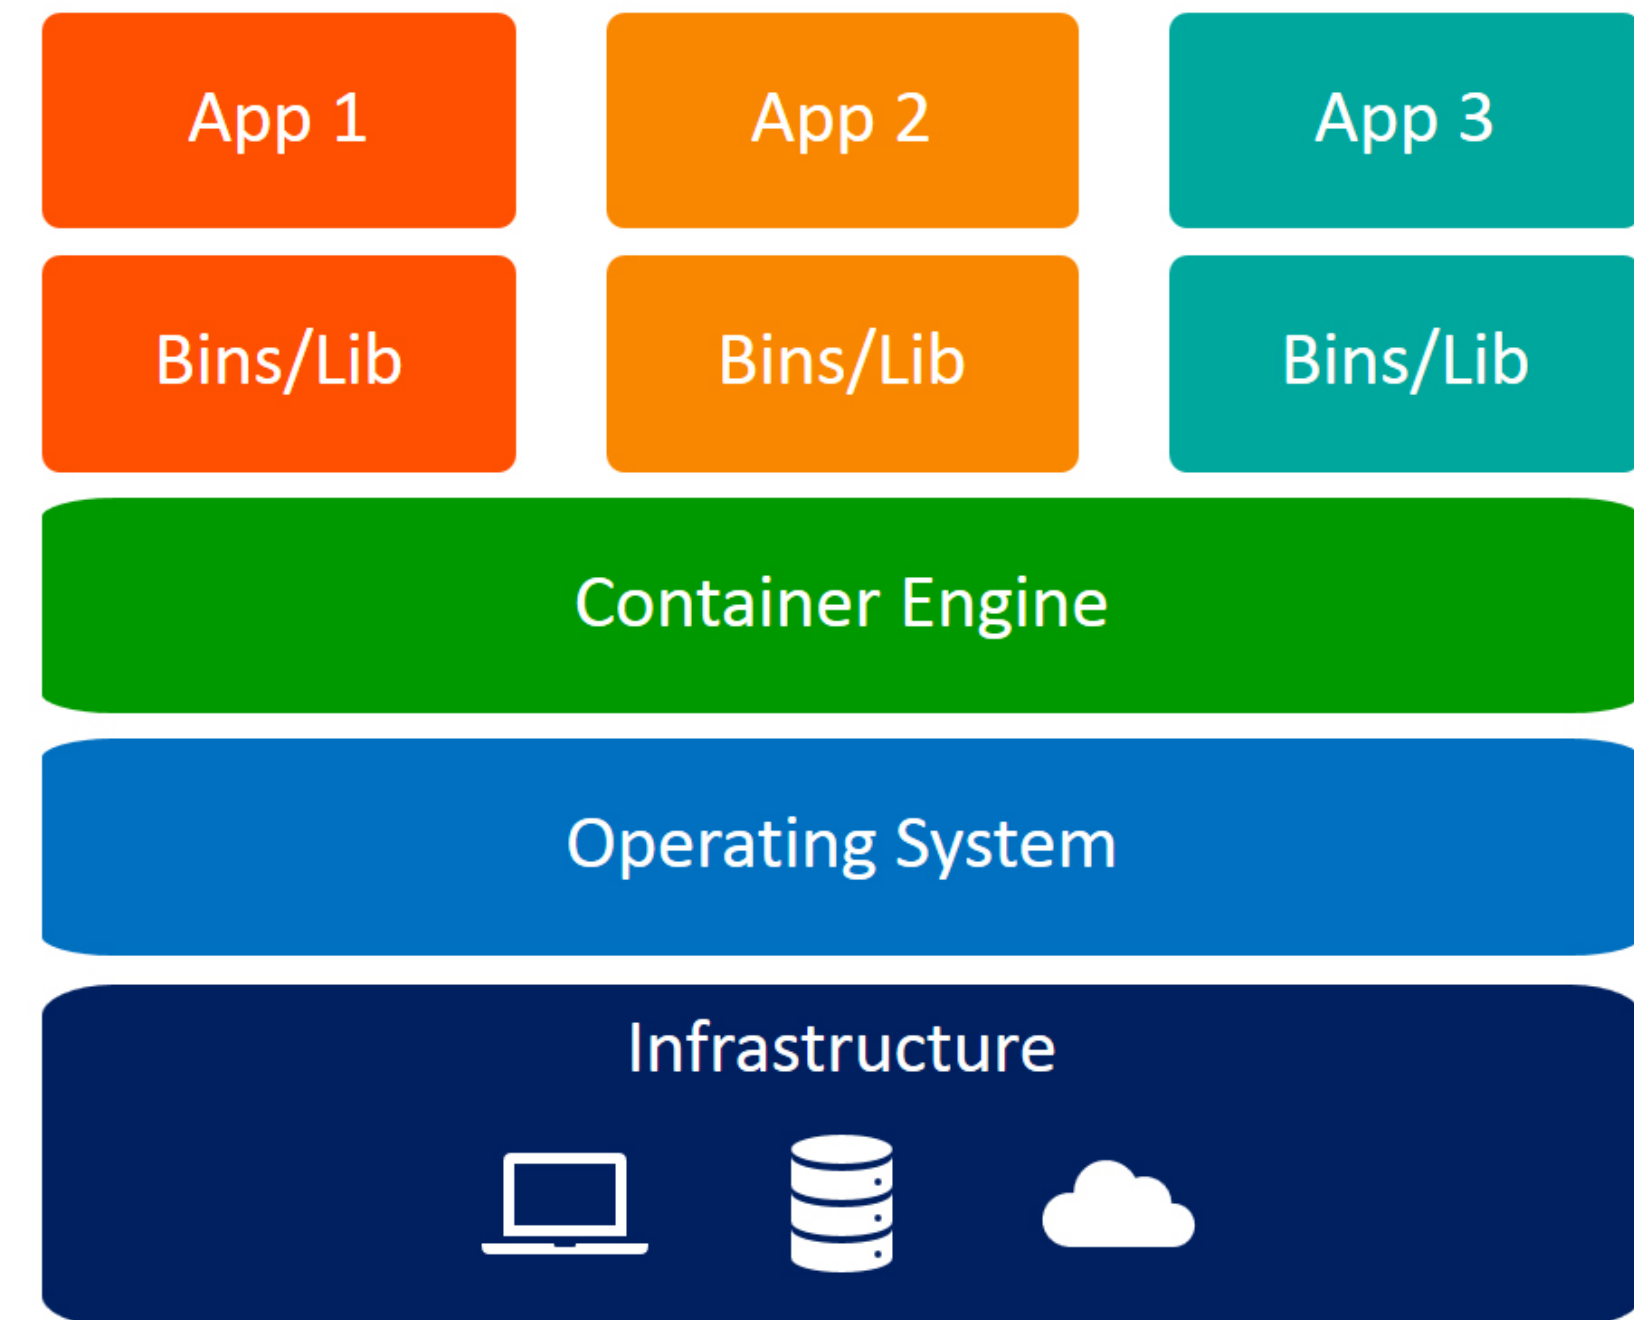 App 1
App 2
App 3
Bins/Lib
Bins/Lib
Bins/Lib
Container Engine
Operating System
Infrastructure